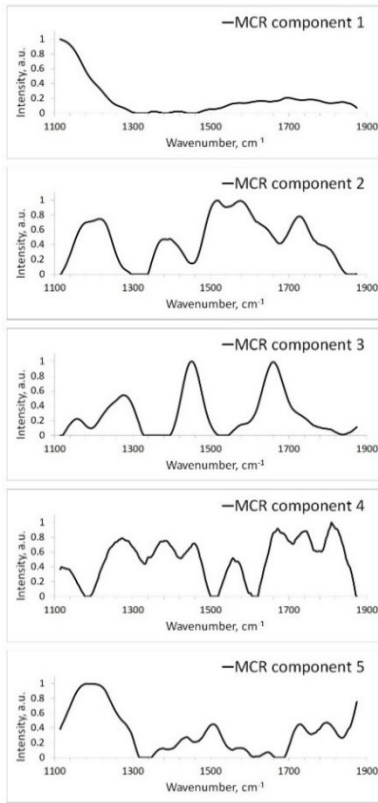 MCR component 1
Intensity, a.u.
1
0.8
0.6
0.4
0.2
0
1100 1300 1500 1700 1900
Wavenumber, cm-1
MCR component 2
Intensity, a.u.
1
0.8
0.6
0.4
0.2
0
1100 1300 1500 1700 1900
Wavenumber, cm-1
MCR component 3
Intensity, a.u.
1
0.8
0.6
0.4
0.2
0
1100 1300 1500 1700 1900
Wavenumber, cm-1
MCR component 4
Intensity, a.u.
1
0.8
0.6
0.4
0.2
0
1100 1300 1500 1700 1900
Wavenumber, cm-1
MCR component 5
Intensity, a.u.
1
0.8
0.6
0.4
0.2
0
1100 1300 1500 1700 1900
Wavenumber, cm-1